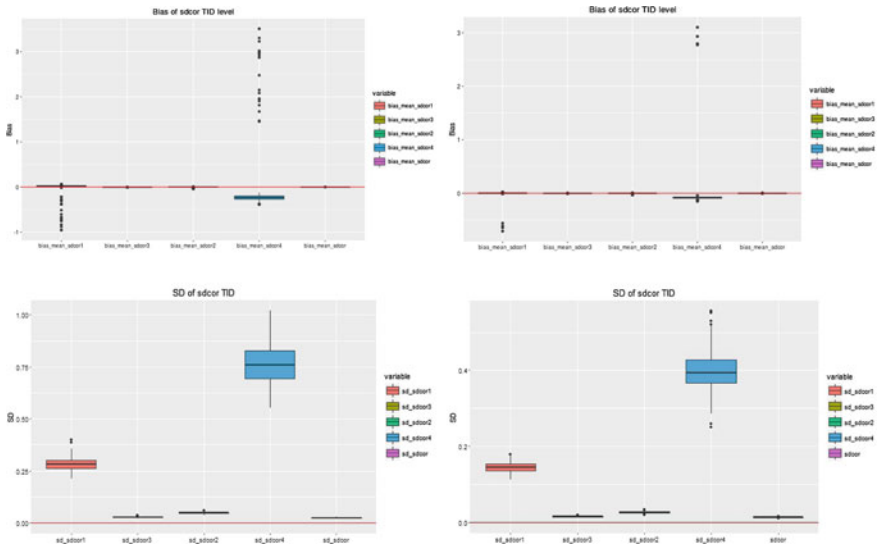 Bias of sdcor TID level
3
2
1
0
-1
Bias
bias_mean_sdcor1
bias_mean_sdcor3
bias_mean_sdcor2
bias_mean_sdcor4
bias_mean_sdcor
variable
bias_mean_sdcor1
bias_mean_sdcor3
bias_mean_sdcor2
bias_mean_sdcor4
bias_mean_sdcor
Bias of sdcor TID level
3
2
1
0
Bias
bias_mean_sdcor1
bias_mean_sdcor3
bias_mean_sdcor2
bias_mean_sdcor4
bias_mean_sdcor
variable
bias_mean_sdcor1
bias_mean_sdcor3
bias_mean_sdcor2
bias_mean_sdcor4
bias_mean_sdcor
SD of sdcor TID
1.00
0.75
0.50
0.25
0.00
SD
sd_sdcor1
sd_sdcor3
sd_sdcor2
sd_sdcor4
sd_sdcor
variable
sd_sdcor1
sd_sdcor3
sd_sdcor2
sd_sdcor4
sd_sdcor
SD of sdcor TID
0.4
0.2
0.0
SD
sd_sdcor1
sd_sdcor3
sd_sdcor2
sd_sdcor4
sdcor
variable
sd_sdcor1
sd_sdcor3
sd_sdcor2
sd_sdcor4
sdcor